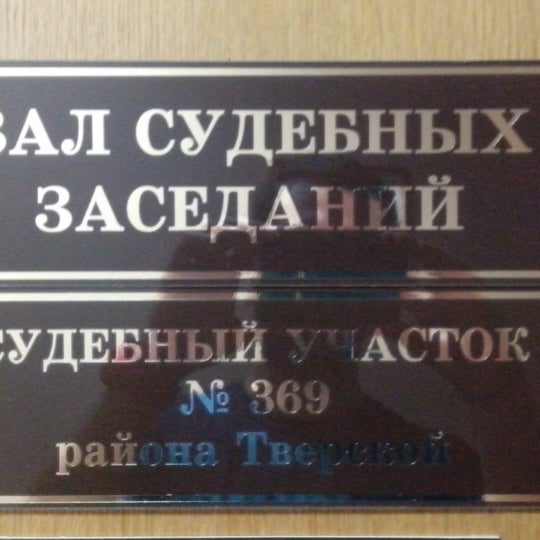 ЗАЛ СУДЕБНЫХ
ЗАСЕДАНИЙ
СУДЕБНЫЙ УЧАСТОК
№ 369
района Тверской